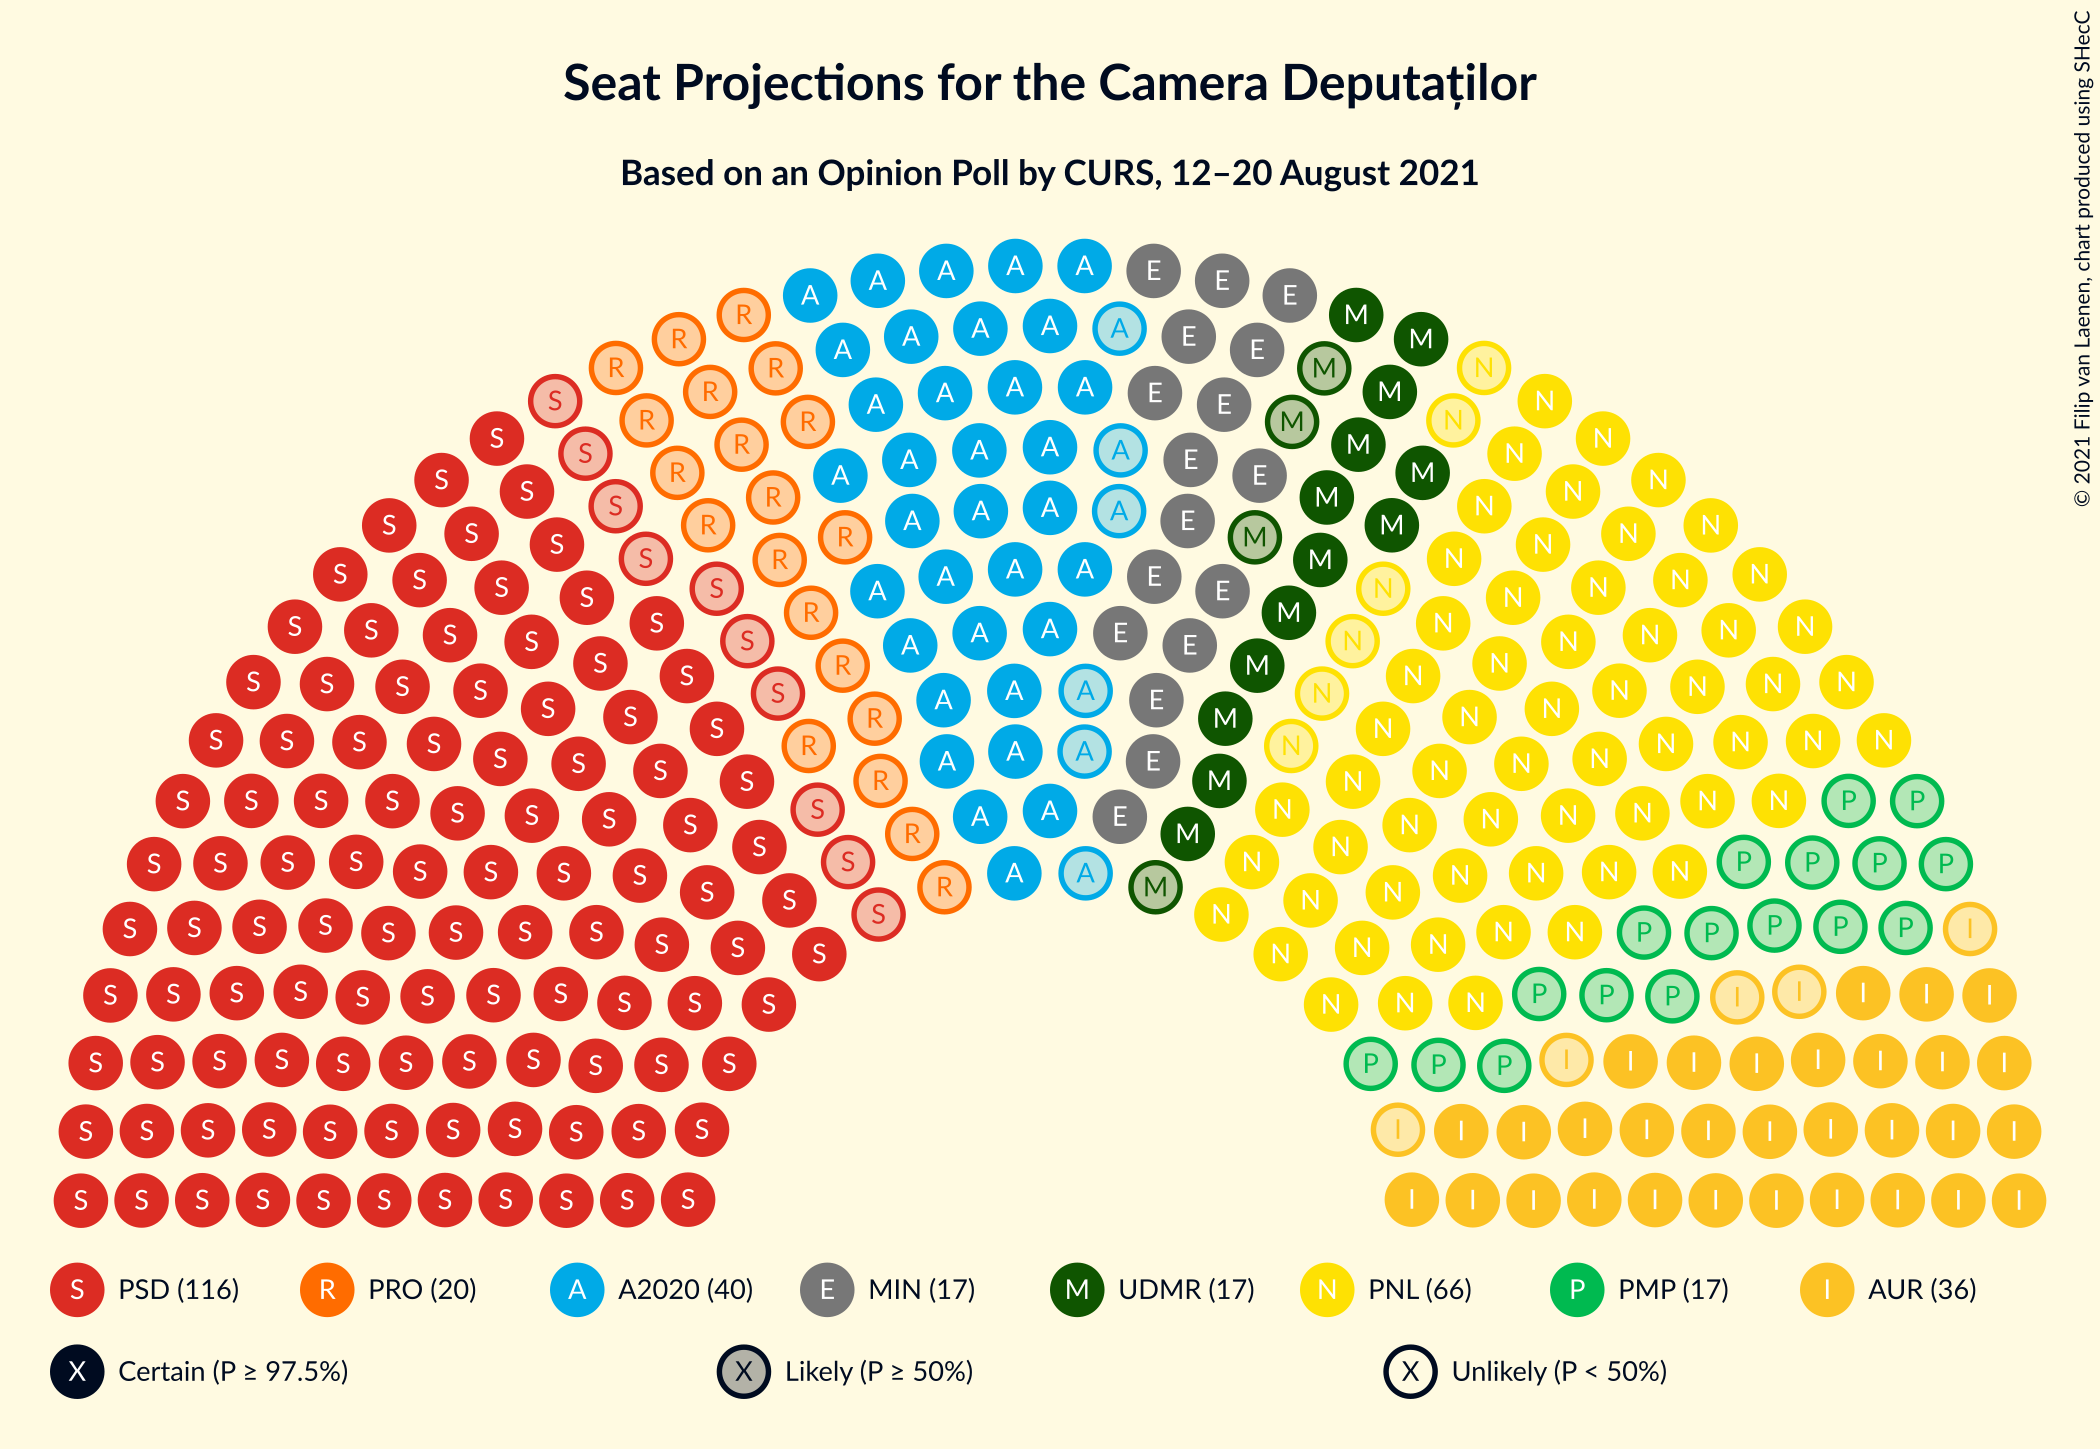 Seat Projections for the Camera Deputaților
Based on an Opinion Poll by CURS, 12–20 August 2021
© 2021 Filip van Laenen, chart produced using SHecC
S PSD (116) R PRO (20) A A2020 (40) E MIN (17) M UDMR (17) N PNL (66) P PMP (17) I AUR (36)
X Certain (P ≥ 97.5%) X Likely (P ≥ 50%) X Unlikely (P < 50%)